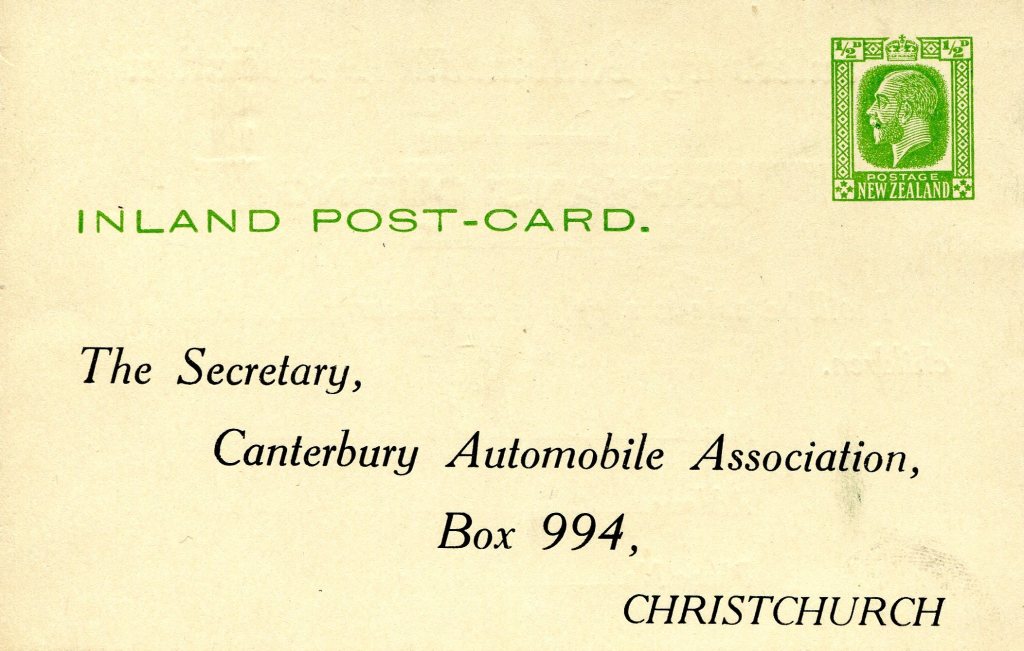 ½D ½D
POSTAGE
NEW ZEALAND
INLAND POST-CARD.
The Secretary,
Canterbury Automobile Association,
Box 994,
CHRISTCHURCH